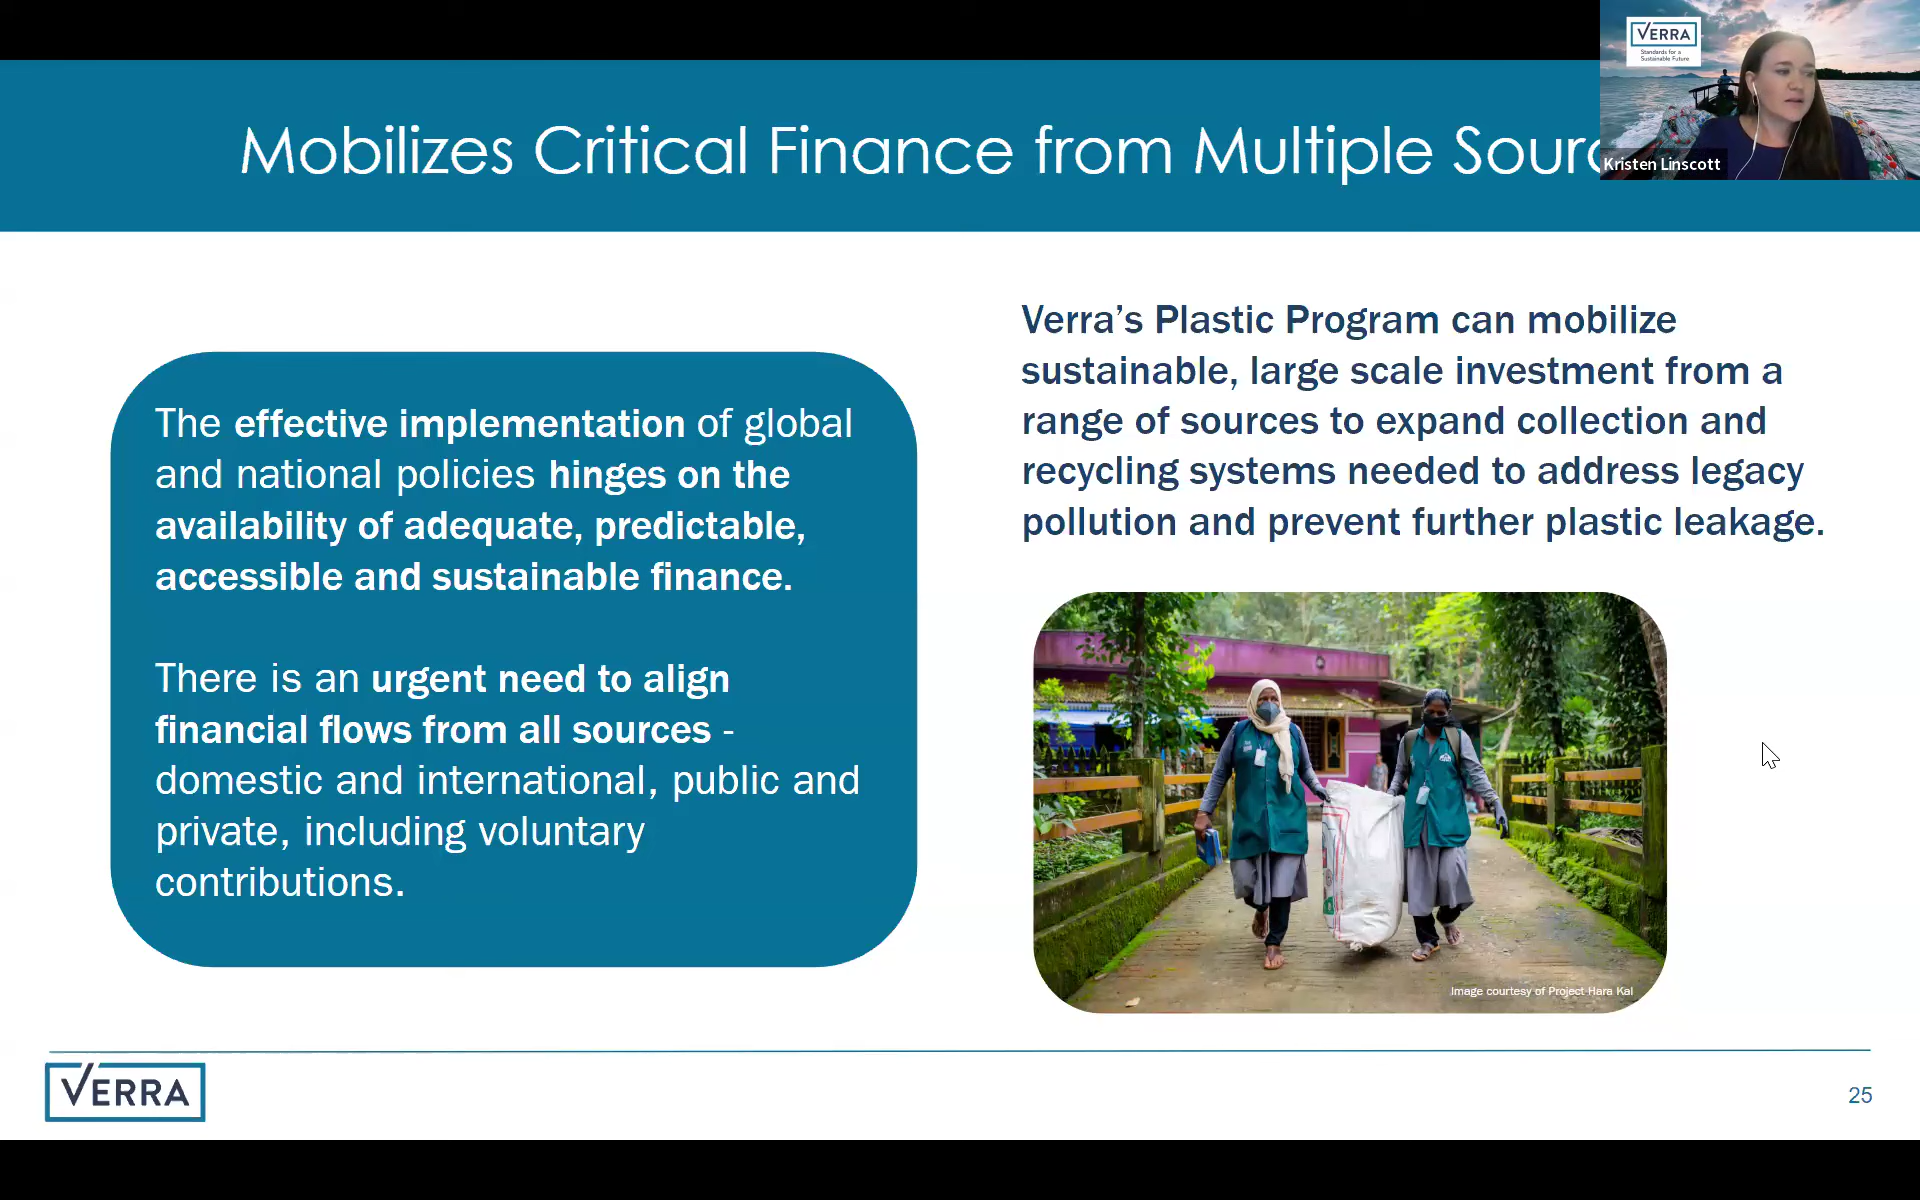 Mobilizes Critical Finance from Multiple Sour
VERRA
Standards for a
Sustainable Future
Kristen Linscott
The effective implementation of global
and national policies hinges on the
availability of adequate, predictable,
accessible and sustainable finance.
There is an urgent need to align
financial flows from all sources -
domestic and international, public and
private, including voluntary
contributions.
Verra’s Plastic Program can mobilize
sustainable, large scale investment from a
range of sources to expand collection and
recycling systems needed to address legacy
pollution and prevent further plastic leakage.
Image courtesy of Project Hara Kal
VERRA
25